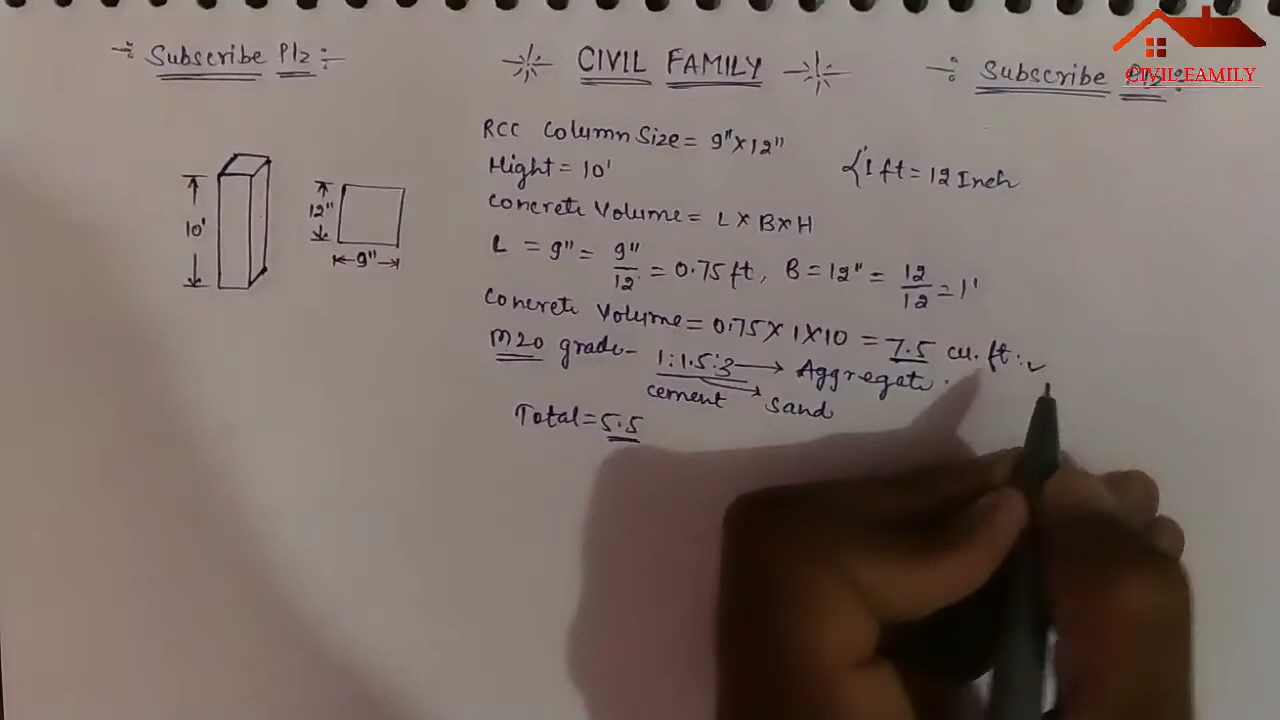 ÷ Subscribe Plz :-
CIVIL FAMILY
÷ Subscribe Plz :-
CIVIL FAMILY
RCC Column Size = 9"x12"
Hight = 10'
{1 ft = 12 Inch
Concrete Volume = L x B x H
L = 9" = 9"/12 = 0.75 ft, B = 12" = 12/12 = 1'
Concrete Volume = 0.75 x 1 x 10 = 7.5 cu.ft:✓
M20 grade- 1:1.5:3 → Aggregate.
cement → Sand
Total = 5.5
10'
12"
9"